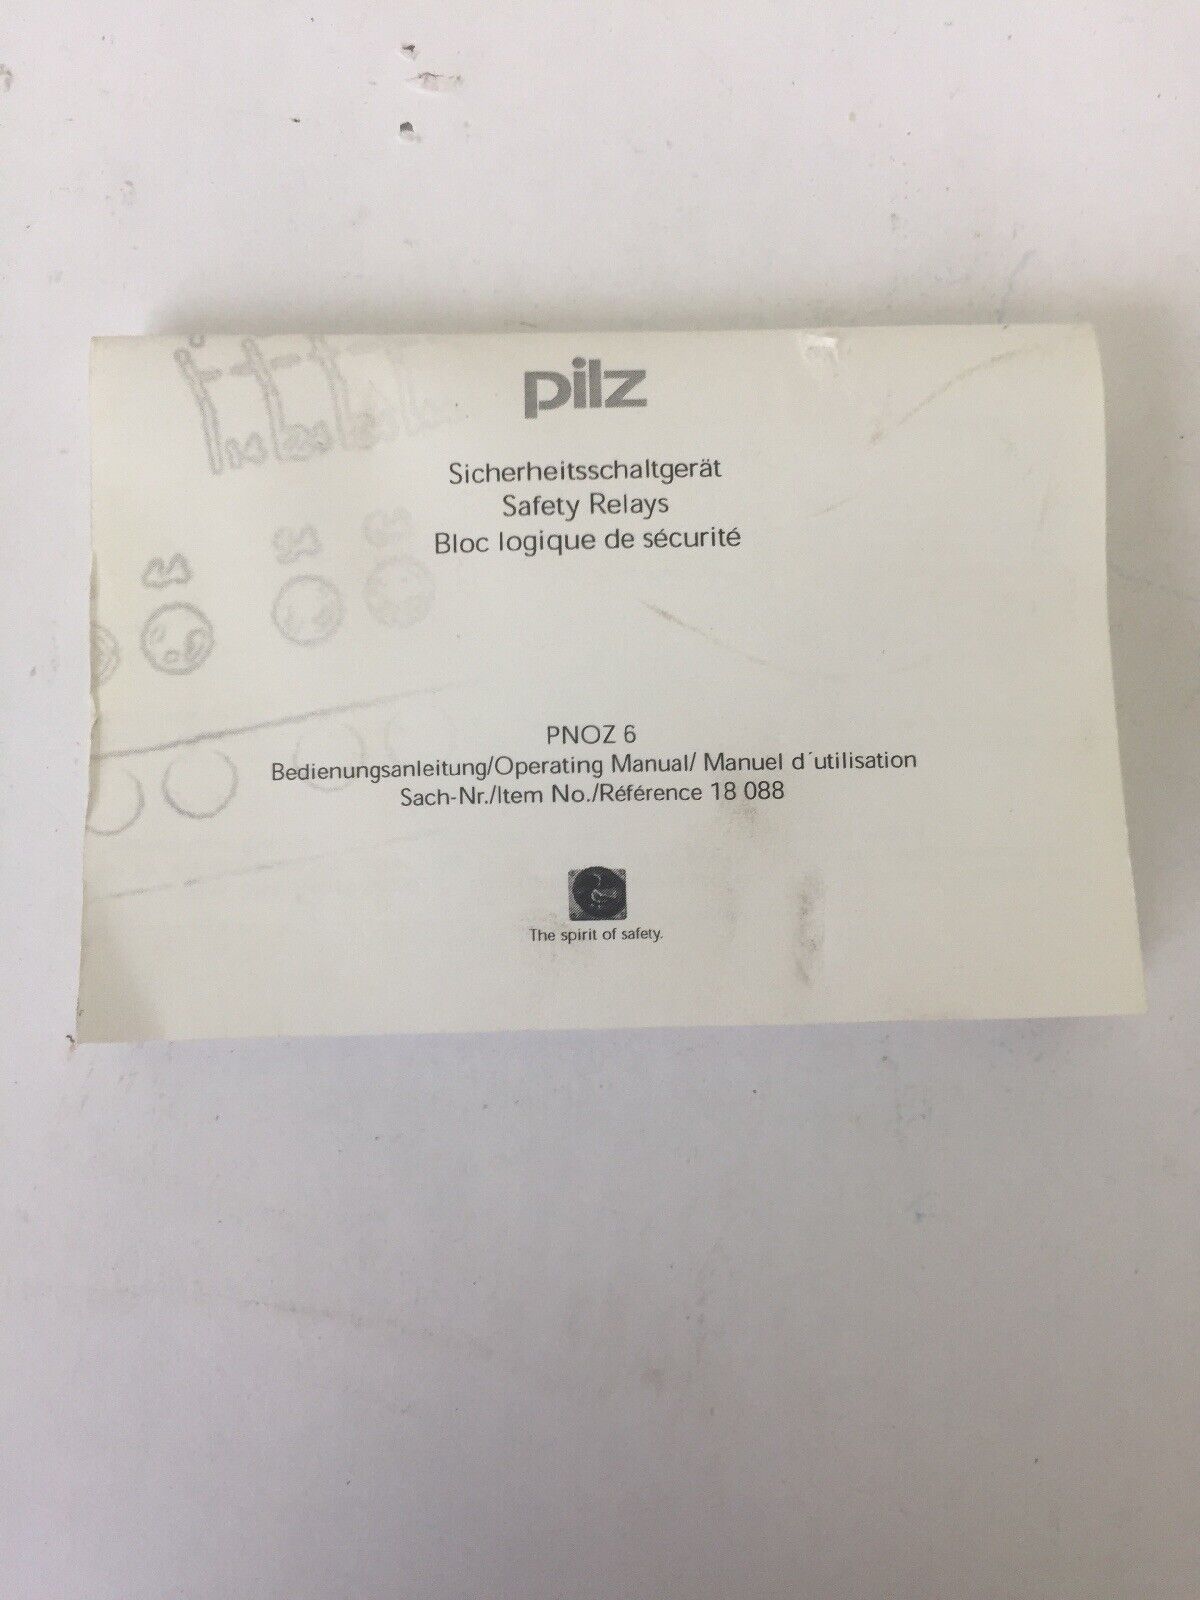 pilz
Sicherheitsschaltgerät
Safety Relays
Bloc logique de sécurité
PNOZ 6
Bedienungsanleitung/Operating Manual/ Manuel d´utilisation
Sach-Nr./Item No./Référence 18 088
The spirit of safety.